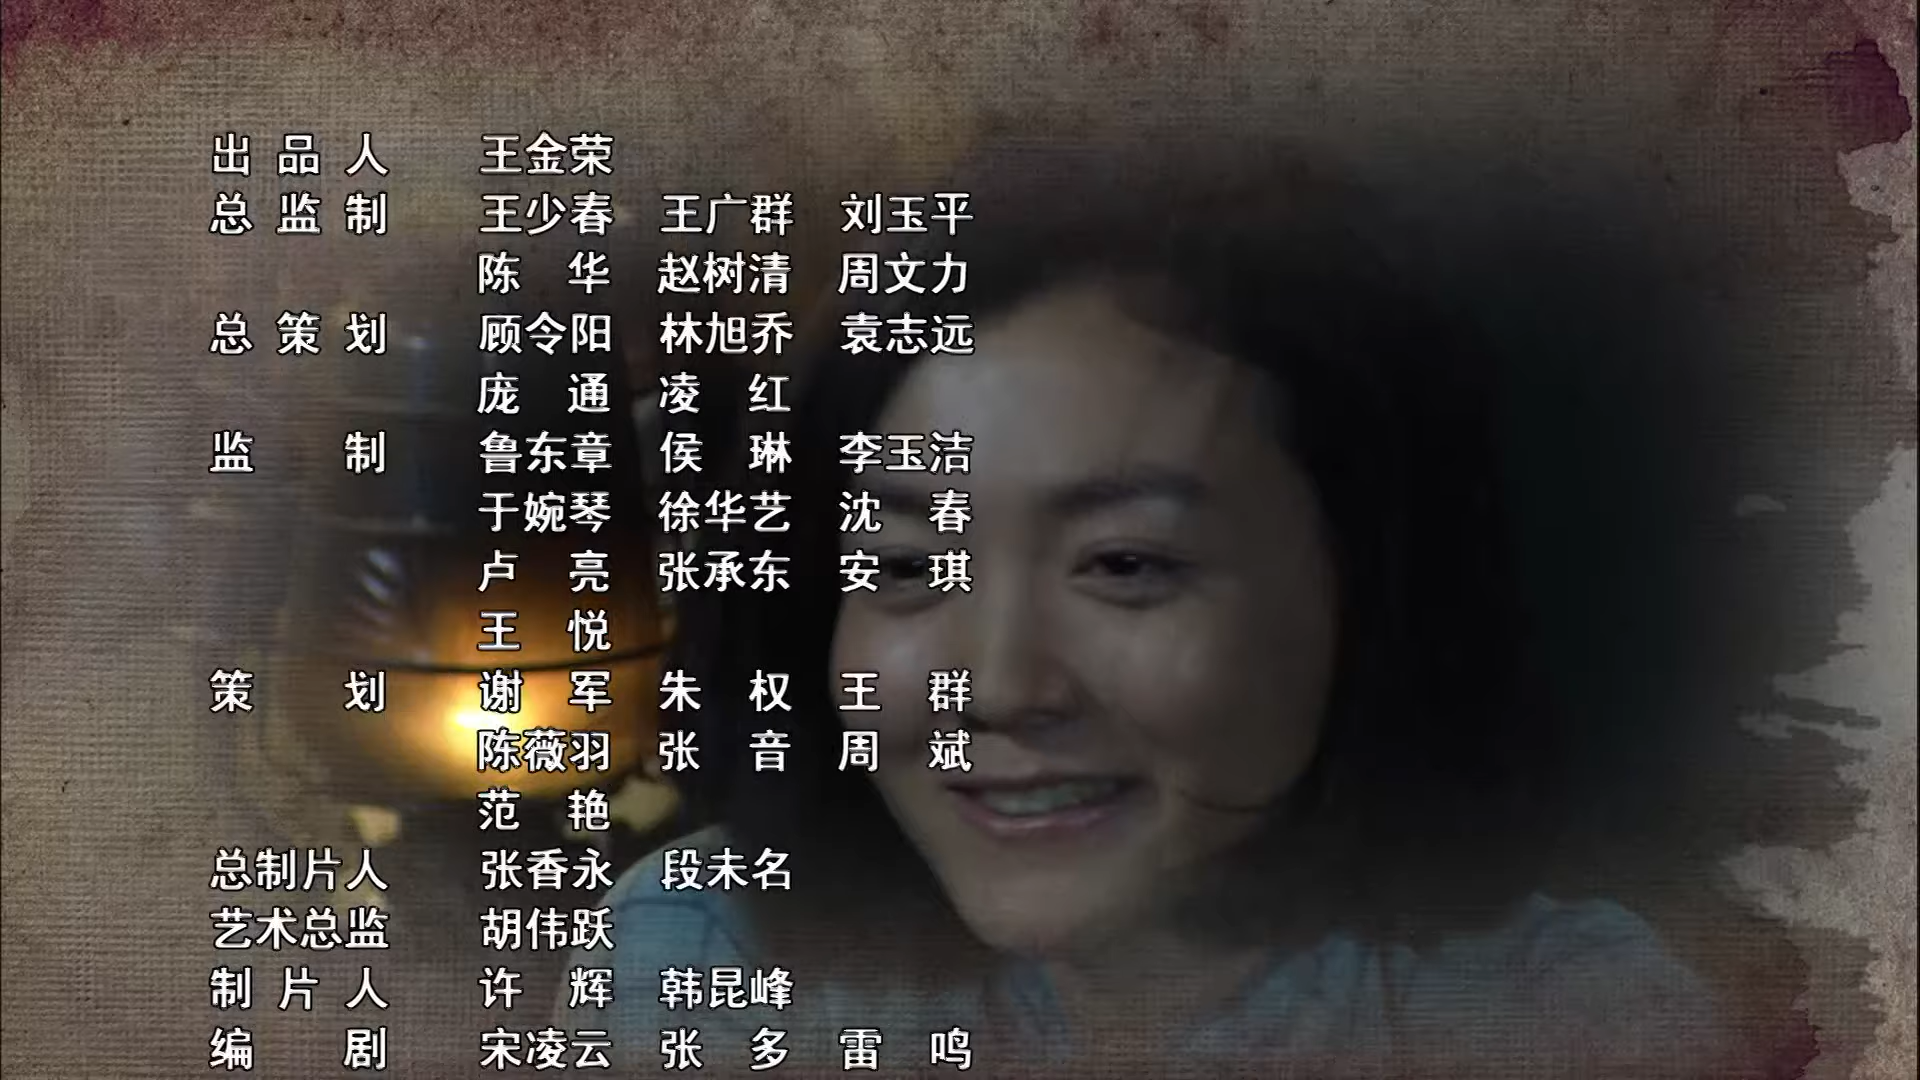 出品人 王金荣
总监制 王少春 王广群 刘玉平
陈华 赵树清 周文力
总策划 顾令阳 林旭乔 袁志远
庞通 凌红
监制 鲁东章 侯琳 李玉洁
于婉琴 徐华艺 沈春
卢亮 张承东 安琪
王悦
策划 谢军 朱权 王群
陈薇羽 张音 周斌
范艳
总制片人 张香永 段未名
艺术总监 胡伟跃
制片人 许辉 韩昆峰
编剧 宋凌云 张多 雷鸣